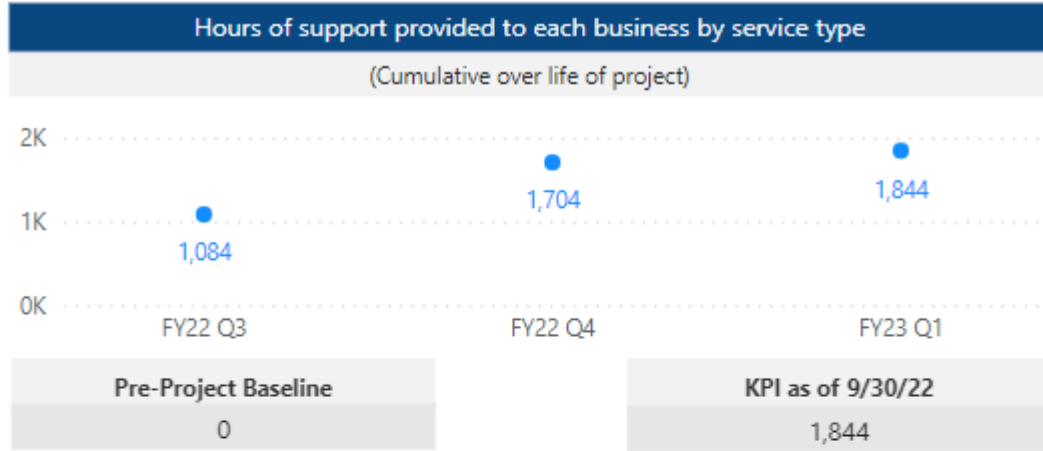 Hours of support provided to each business by service type
(Cumulative over life of project)
2K
1,704
1,844
1K
1,084
0K
FY22 Q3 FY22 Q4 FY23 Q1
Pre-Project Baseline KPI as of 9/30/22
0 1,844